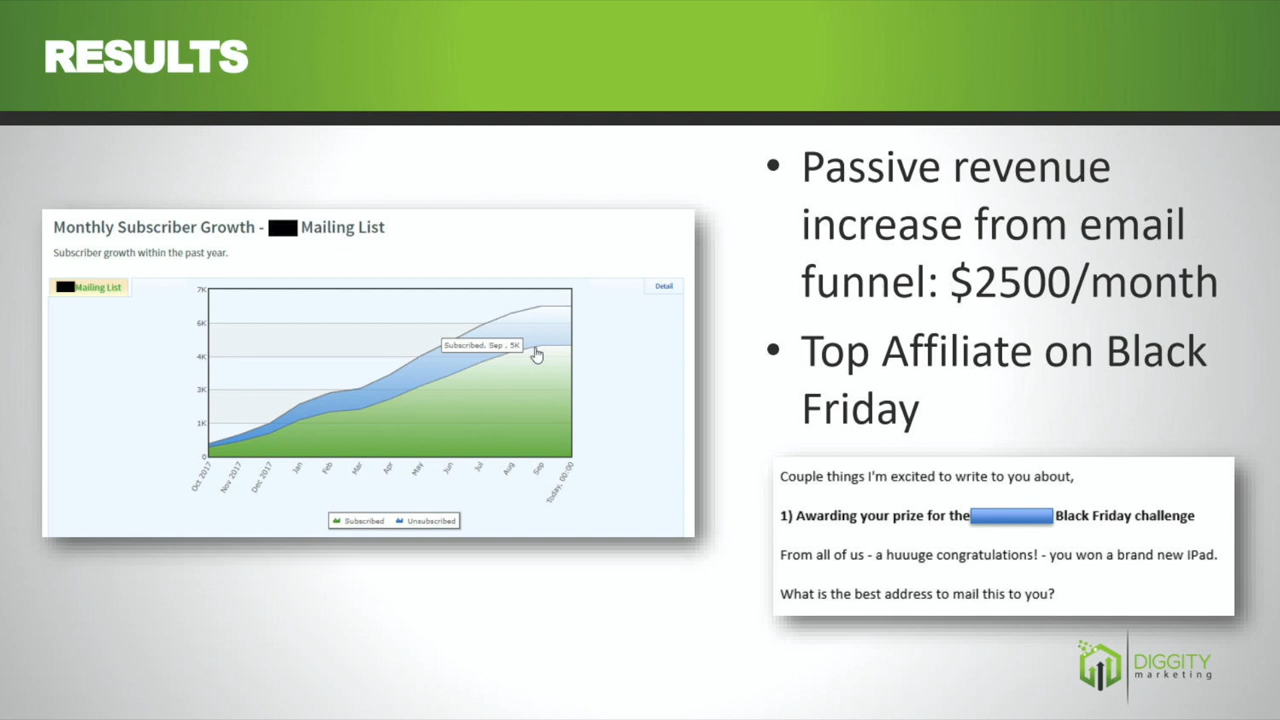 RESULTS
Monthly Subscriber Growth - Mailing List
Subscriber growth within the past year.
Mailing List
Detail
7K
6K
4K
3K
1K
0
Subscribed, Sep , 5K
Oct 2017
Nov 2017
Dec 2017
Jan
Feb
Mar
Apr
May
Jun
Jul
Aug
Sep
Today, 00:00
Subscribed
Unsubscribed
• Passive revenue
increase from email
funnel: $2500/month
• Top Affiliate on Black
Friday
Couple things I'm excited to write to you about,
1) Awarding your prize for the Black Friday challenge
From all of us - a huuuge congratulations! - you won a brand new IPad.
What is the best address to mail this to you?
DIGGITY
marketing